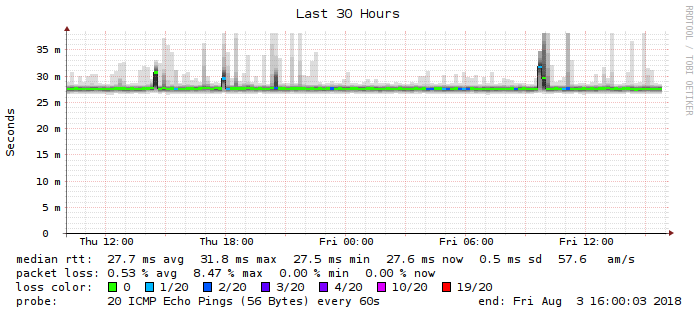 Last 30 Hours
RRDTOOL / TOBI OETIKER
Seconds
35 m
30 m
25 m
20 m
15 m
10 m
5 m
0
Thu 12:00 Thu 18:00 Fri 00:00 Fri 06:00 Fri 12:00
median rtt: 27.7 ms avg 31.8 ms max 27.5 ms min 27.6 ms now 0.5 ms sd 57.6 am/s
packet loss: 0.53 % avg 8.47 % max 0.00 % min 0.00 % now
loss color: 0 1/20 2/20 3/20 4/20 10/20 19/20
probe: 20 ICMP Echo Pings (56 Bytes) every 60s end: Fri Aug 3 16:00:03 2018